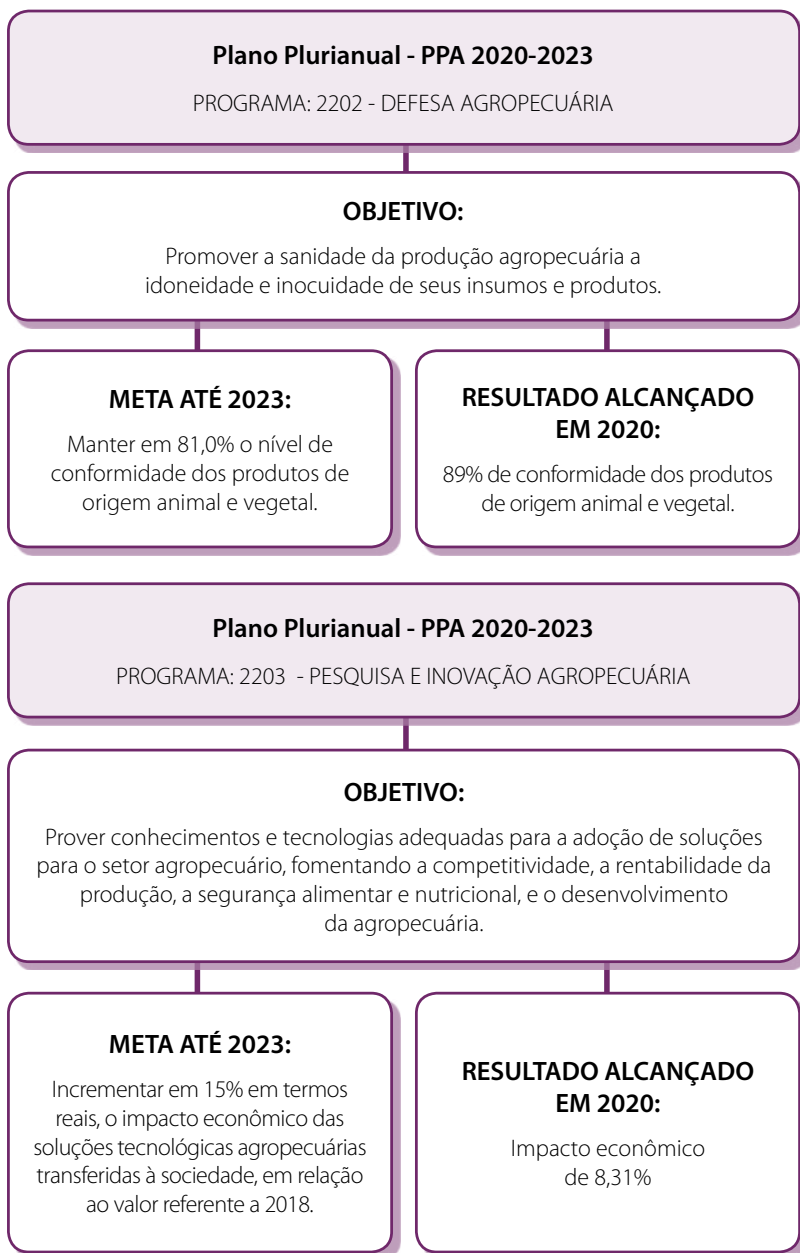 Plano Plurianual - PPA 2020-2023
PROGRAMA: 2202 - DEFESA AGROPECUÁRIA
OBJETIVO:
Promover a sanidade da produção agropecuária a
idoneidade e inocuidade de seus insumos e produtos.
META ATÉ 2023:
Manter em 81,0% o nível de
conformidade dos produtos de
origem animal e vegetal.
RESULTADO ALCANÇADO
EM 2020:
89% de conformidade dos produtos
de origem animal e vegetal.
Plano Plurianual - PPA 2020-2023
PROGRAMA: 2203 - PESQUISA E INOVAÇÃO AGROPECUÁRIA
OBJETIVO:
Prover conhecimentos e tecnologias adequadas para a adoção de soluções
para o setor agropecuário, fomentando a competitividade, a rentabilidade da
produção, a segurança alimentar e nutricional, e o desenvolvimento
da agropecuária.
META ATÉ 2023:
Incrementar em 15% em termos
reais, o impacto econômico das
soluções tecnológicas agropecuárias
transferidas à sociedade, em relação
ao valor referente a 2018.
RESULTADO ALCANÇADO
EM 2020:
Impacto econômico
de 8,31%